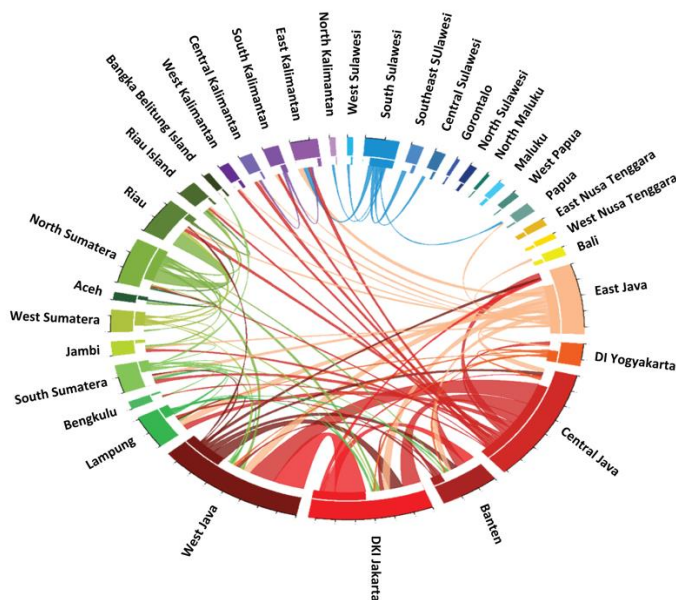 North Kalimantan
West Sulawesi
South Sulawesi
Southeast SUlawesi
Central Sulawesi
Gorontalo
North Sulawesi
North Maluku
Maluku
West Papua
Papua
East Nusa Tenggara
West Nusa Tenggara
Bali
East Java
DI Yogyakarta
Central Java
Banten
DKI Jakarta
West Java
Lampung
Bengkulu
South Sumatera
Jambi
West Sumatera
Aceh
North Sumatera
Riau
Riau Island
Bangka Belitung Island
West Kalimantan
Central Kalimantan
South Kalimantan
East Kalimantan